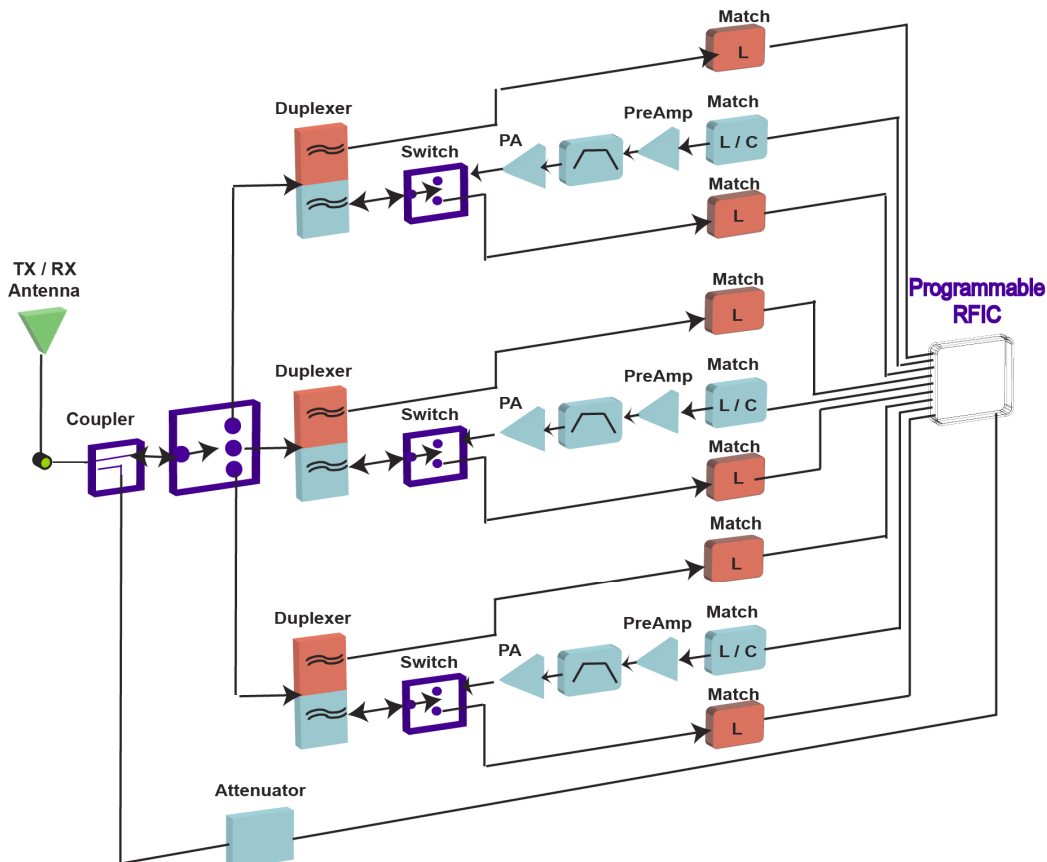 Match
L
Duplexer
PreAmp
Match
PA
L / C
Switch
Match
L
TX / RX
Antenna
Match
L
Programmable
RFIC
Duplexer
PreAmp
Match
PA
L / C
Switch
Match
L
Coupler
Match
L
Duplexer
PreAmp
Match
PA
L / C
Switch
Match
L
Attenuator